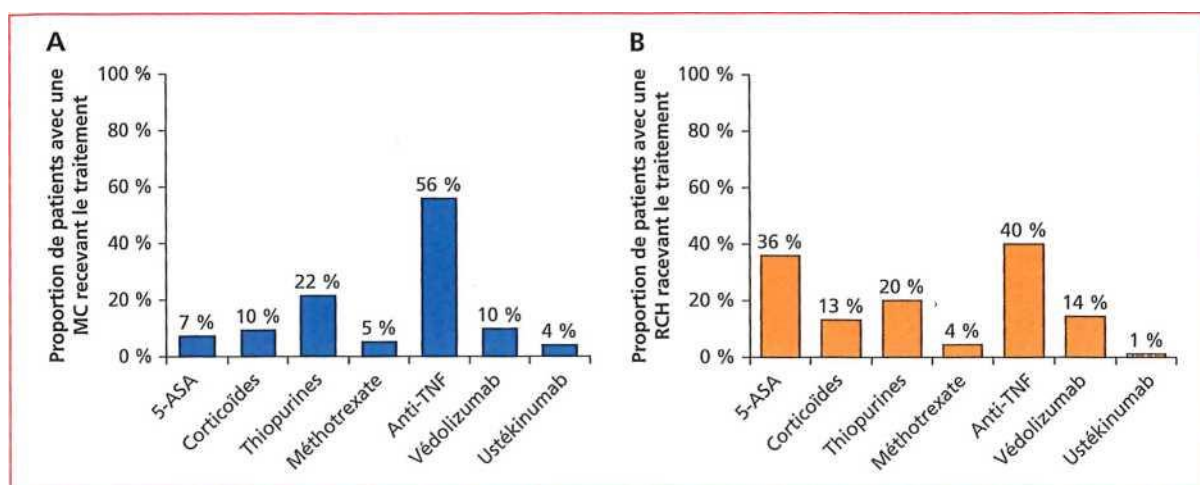 A
Proportion de patients avec une
MC recevant le traitement
100 %
80 %
60 %
40 %
20 %
0 %
7 %
10 %
22 %
5 %
56 %
10 %
4 %
5-ASA
Corticoïdes
Thiopurines
Méthotrexate
Anti-TNF
Védolizumab
Ustékinumab
B
Proportion de patients avec une
RCH racevant le traitement
100 %
80 %
60 %
40 %
20 %
0 %
36 %
13 %
20 %
4 %
40 %
14 %
1 %
5-ASA
Corticoïdes
Thiopurines
Méthotrexate
Anti-TNF
Védolizumab
Ustékinumab